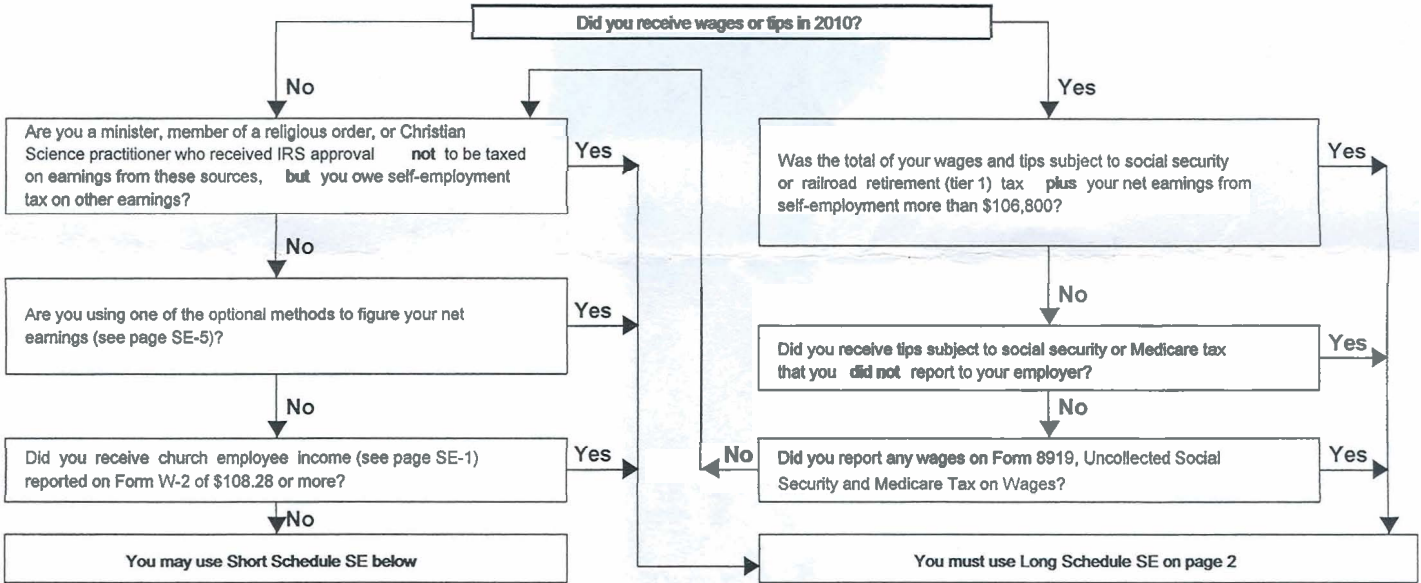 Did you receive wages or tips in 2010?
No
Yes
Are you a minister, member of a religious order, or Christian
Science practitioner who received IRS approval not to be taxed
on earnings from these sources, but you owe self-employment
tax on other earnings?
Yes
Was the total of your wages and tips subject to social security
or railroad retirement (tier 1) tax plus your net earnings from
self-employment more than $106,800?
Yes
No
No
Are you using one of the optional methods to figure your net
earnings (see page SE-5)?
Yes
Did you receive tips subject to social security or Medicare tax
that you did not report to your employer?
Yes
No
No
Did you receive church employee income (see page SE-1)
reported on Form W-2 of $108.28 or more?
Yes
No
Did you report any wages on Form 8919, Uncollected Social
Security and Medicare Tax on Wages?
Yes
No
You may use Short Schedule SE below
You must use Long Schedule SE on page 2